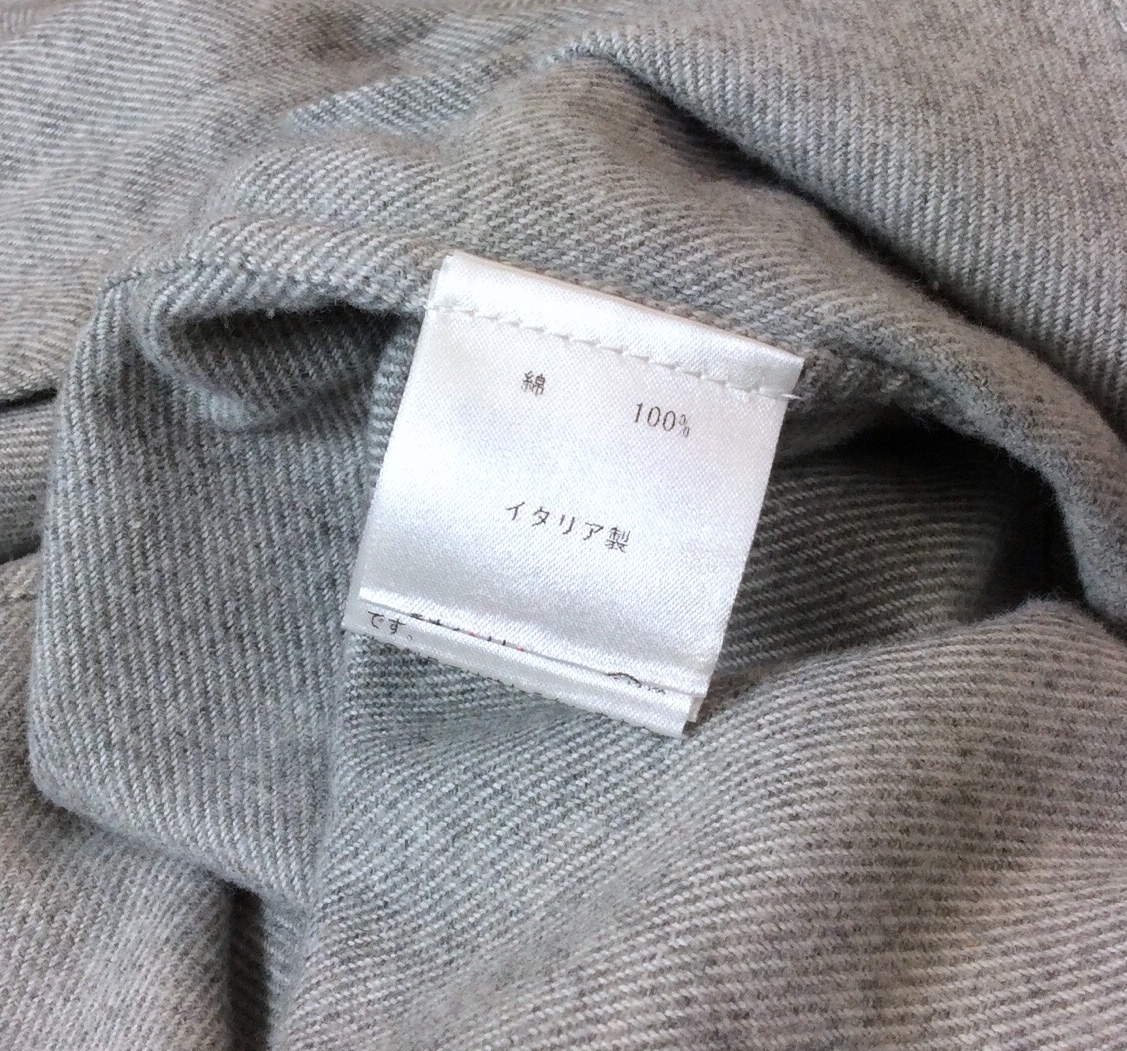 綿 100%
イタリア製
です。